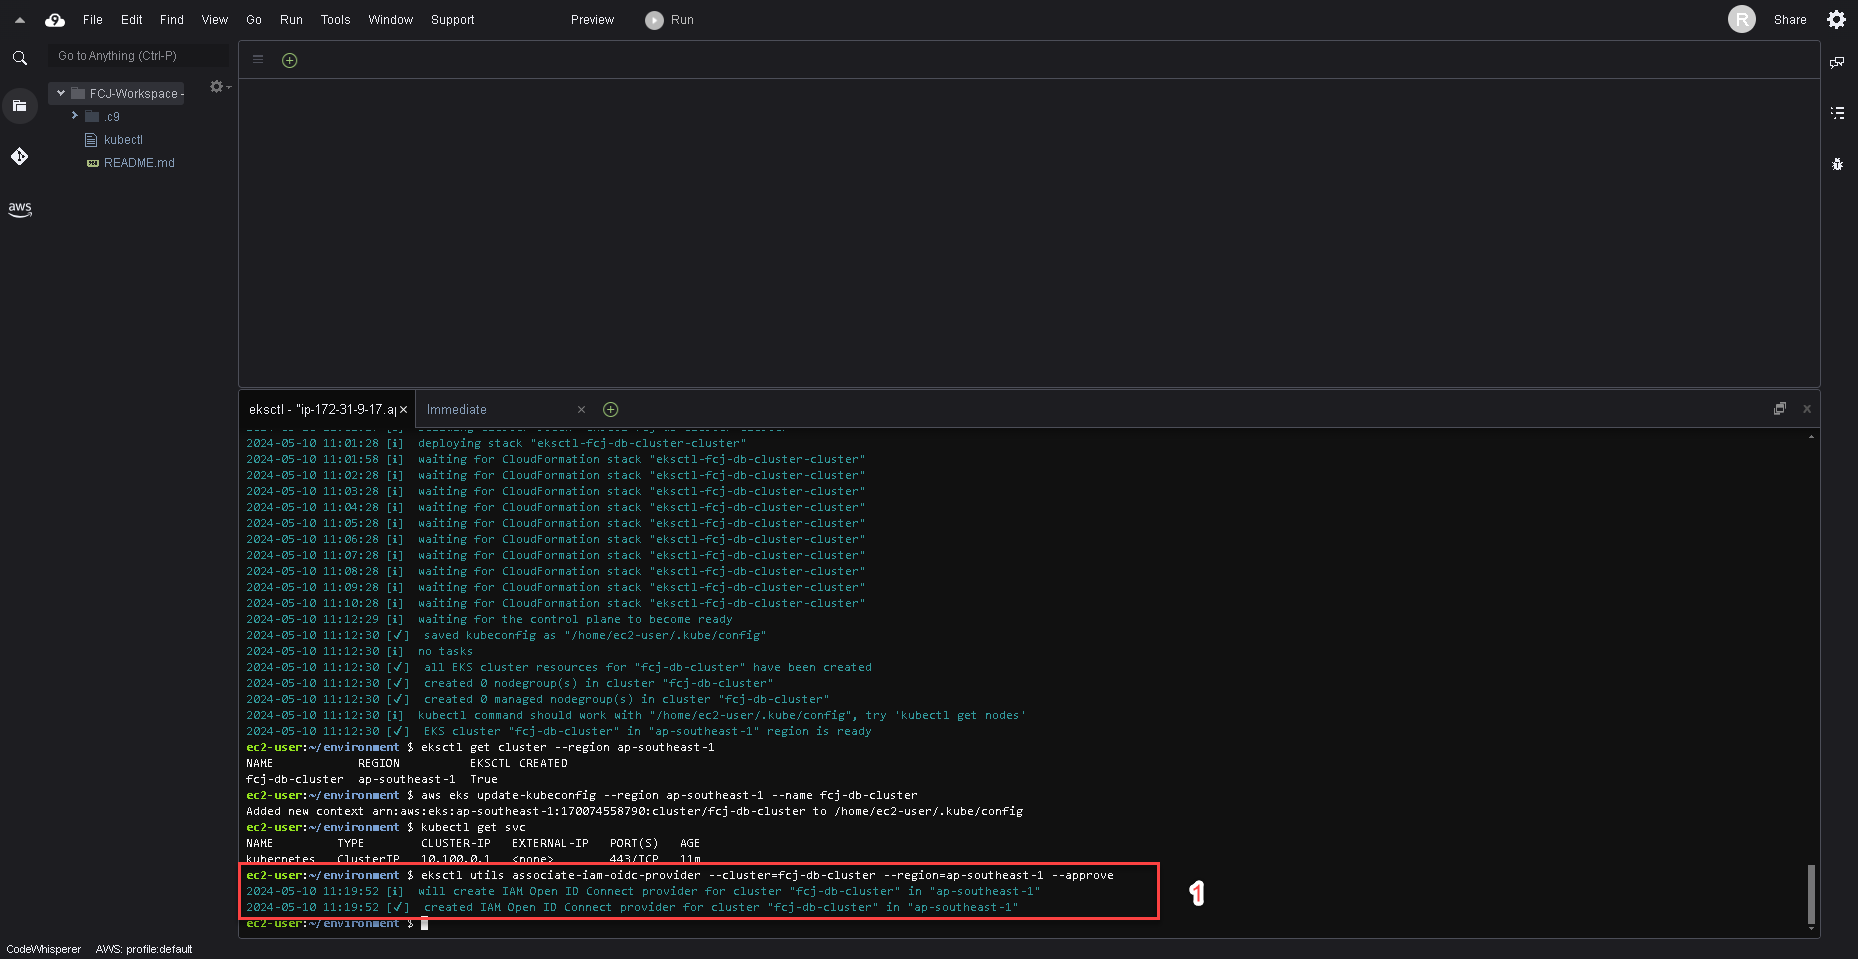 File Edit Find View Go Run Tools Window Support Preview Run R Share
Go to Anything (Ctrl-P)
FCJ-Workspace -
.c9
kubectl
README.md
aws
eksctl - "ip-172-31-9-17.ap
Immediate
2024-05-10 11:01:28 [i] deploying stack "eksctl-fcj-db-cluster-cluster"
2024-05-10 11:01:58 [i] waiting for CloudFormation stack "eksctl-fcj-db-cluster-cluster"
2024-05-10 11:02:28 [i] waiting for CloudFormation stack "eksctl-fcj-db-cluster-cluster"
2024-05-10 11:03:28 [i] waiting for CloudFormation stack "eksctl-fcj-db-cluster-cluster"
2024-05-10 11:04:28 [i] waiting for CloudFormation stack "eksctl-fcj-db-cluster-cluster"
2024-05-10 11:05:28 [i] waiting for CloudFormation stack "eksctl-fcj-db-cluster-cluster"
2024-05-10 11:06:28 [i] waiting for CloudFormation stack "eksctl-fcj-db-cluster-cluster"
2024-05-10 11:07:28 [i] waiting for CloudFormation stack "eksctl-fcj-db-cluster-cluster"
2024-05-10 11:08:28 [i] waiting for CloudFormation stack "eksctl-fcj-db-cluster-cluster"
2024-05-10 11:09:28 [i] waiting for CloudFormation stack "eksctl-fcj-db-cluster-cluster"
2024-05-10 11:10:28 [i] waiting for CloudFormation stack "eksctl-fcj-db-cluster-cluster"
2024-05-10 11:12:29 [i] waiting for the control plane to become ready
2024-05-10 11:12:30 [✓] saved kubeconfig as "/home/ec2-user/.kube/config"
2024-05-10 11:12:30 [i] no tasks
2024-05-10 11:12:30 [✓] all EKS cluster resources for "fcj-db-cluster" have been created
2024-05-10 11:12:30 [✓] created 0 nodegroup(s) in cluster "fcj-db-cluster"
2024-05-10 11:12:30 [✓] created 0 managed nodegroup(s) in cluster "fcj-db-cluster"
2024-05-10 11:12:30 [i] kubectl command should work with "/home/ec2-user/.kube/config", try 'kubectl get nodes'
2024-05-10 11:12:30 [✓] EKS cluster "fcj-db-cluster" in "ap-southeast-1" region is ready
ec2-user:~/environment $ eksctl get cluster --region ap-southeast-1
NAME REGION EKSCTL CREATED
fcj-db-cluster ap-southeast-1 True
ec2-user:~/environment $ aws eks update-kubeconfig --region ap-southeast-1 --name fcj-db-cluster
Added new context arn:aws:eks:ap-southeast-1:170074558790:cluster/fcj-db-cluster to /home/ec2-user/.kube/config
ec2-user:~/environment $ kubectl get svc
NAME TYPE CLUSTER-IP EXTERNAL-IP PORT(S) AGE
kubernetes ClusterIP 10.100.0.1 <none> 443/TCP 11m
ec2-user:~/environment $ eksctl utils associate-iam-oidc-provider --cluster=fcj-db-cluster --region=ap-southeast-1 --approve
2024-05-10 11:19:52 [i] will create IAM Open ID Connect provider for cluster "fcj-db-cluster" in "ap-southeast-1"
2024-05-10 11:19:52 [✓] created IAM Open ID Connect provider for cluster "fcj-db-cluster" in "ap-southeast-1"
ec2-user:~/environment $
1
CodeWhisperer AWS: profile:default